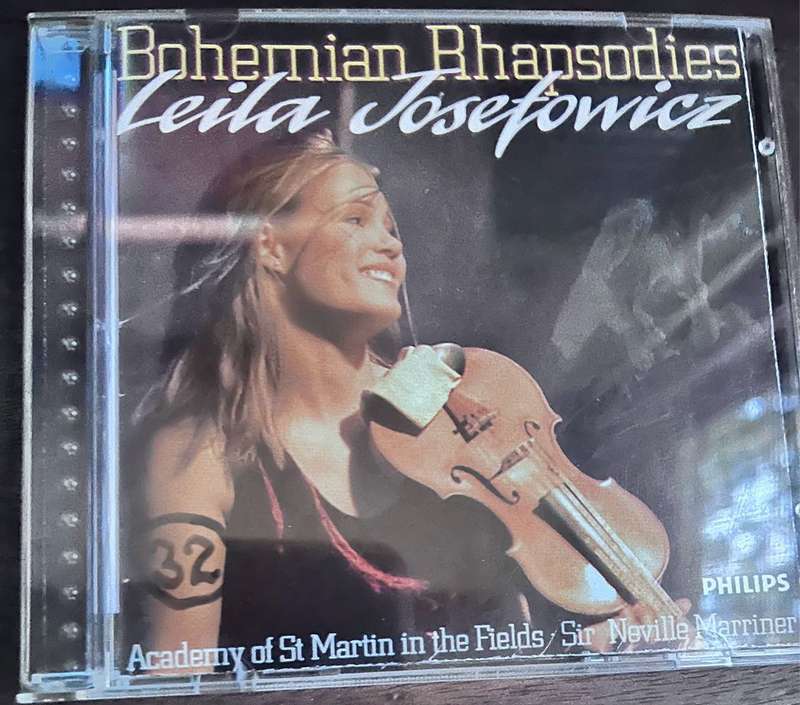 Bohemian Rhapsodies
Leila Josefowicz
32
PHILIPS
Academy of St Martin in the Fields / Sir Neville Marriner